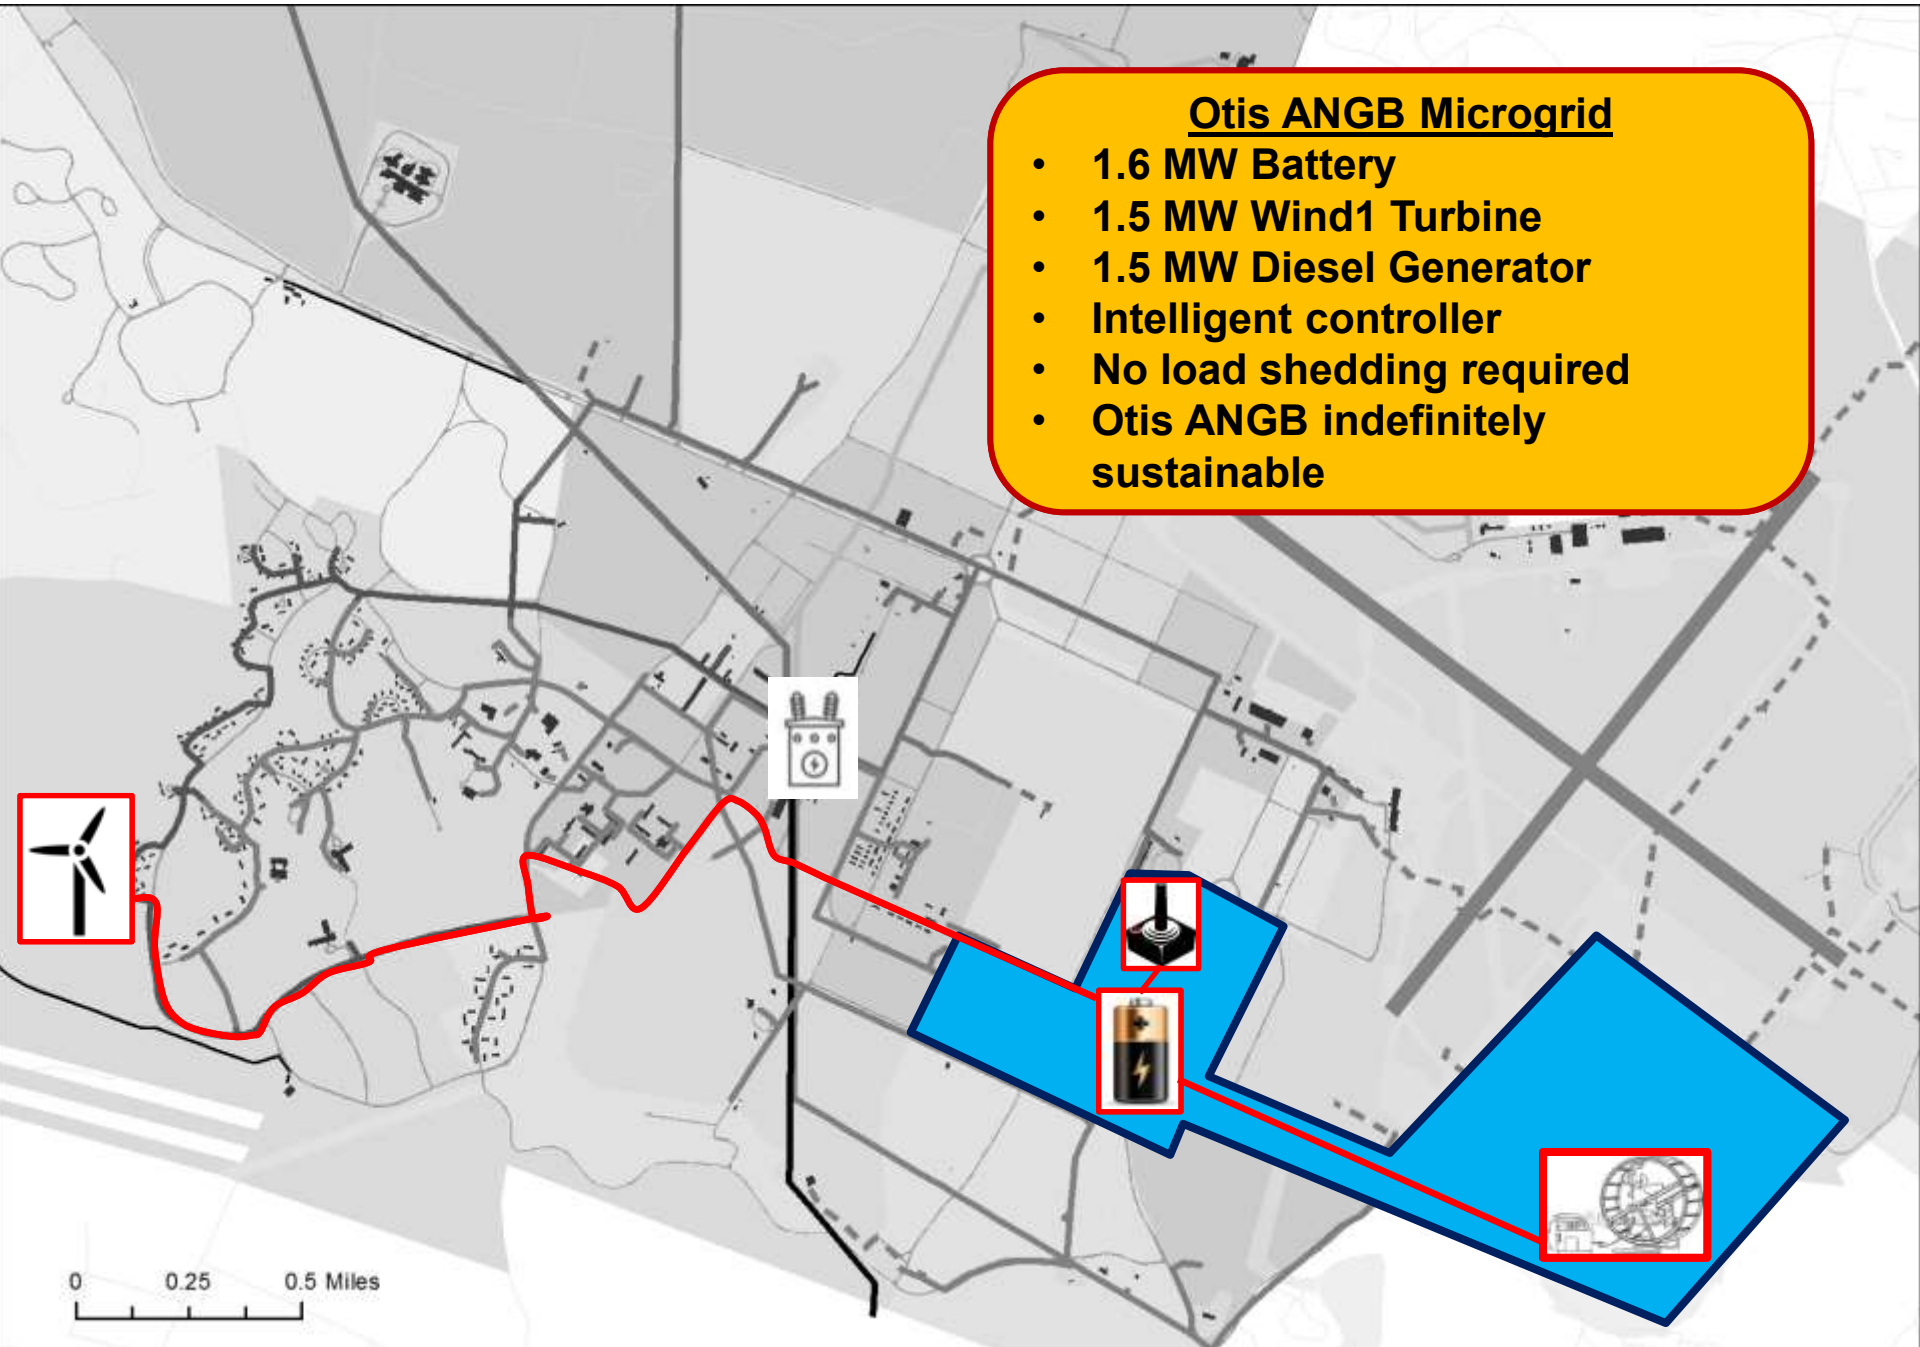 Otis ANGB Microgrid
• 1.6 MW Battery
• 1.5 MW Wind1 Turbine
• 1.5 MW Diesel Generator
• Intelligent controller
• No load shedding required
• Otis ANGB indefinitely
sustainable
0 0.25 0.5 Miles